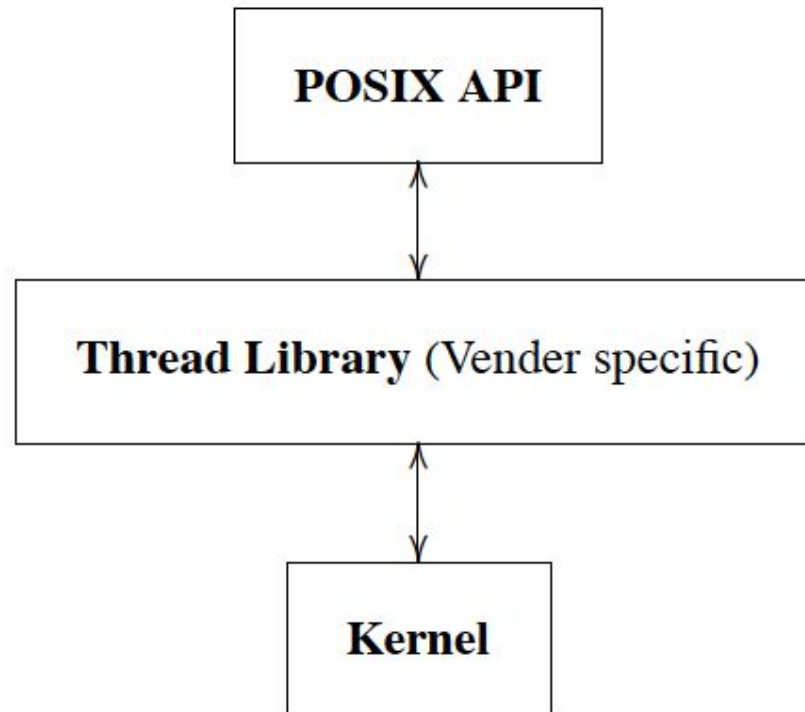 POSIX API
Thread Library (Vender specific)
Kernel